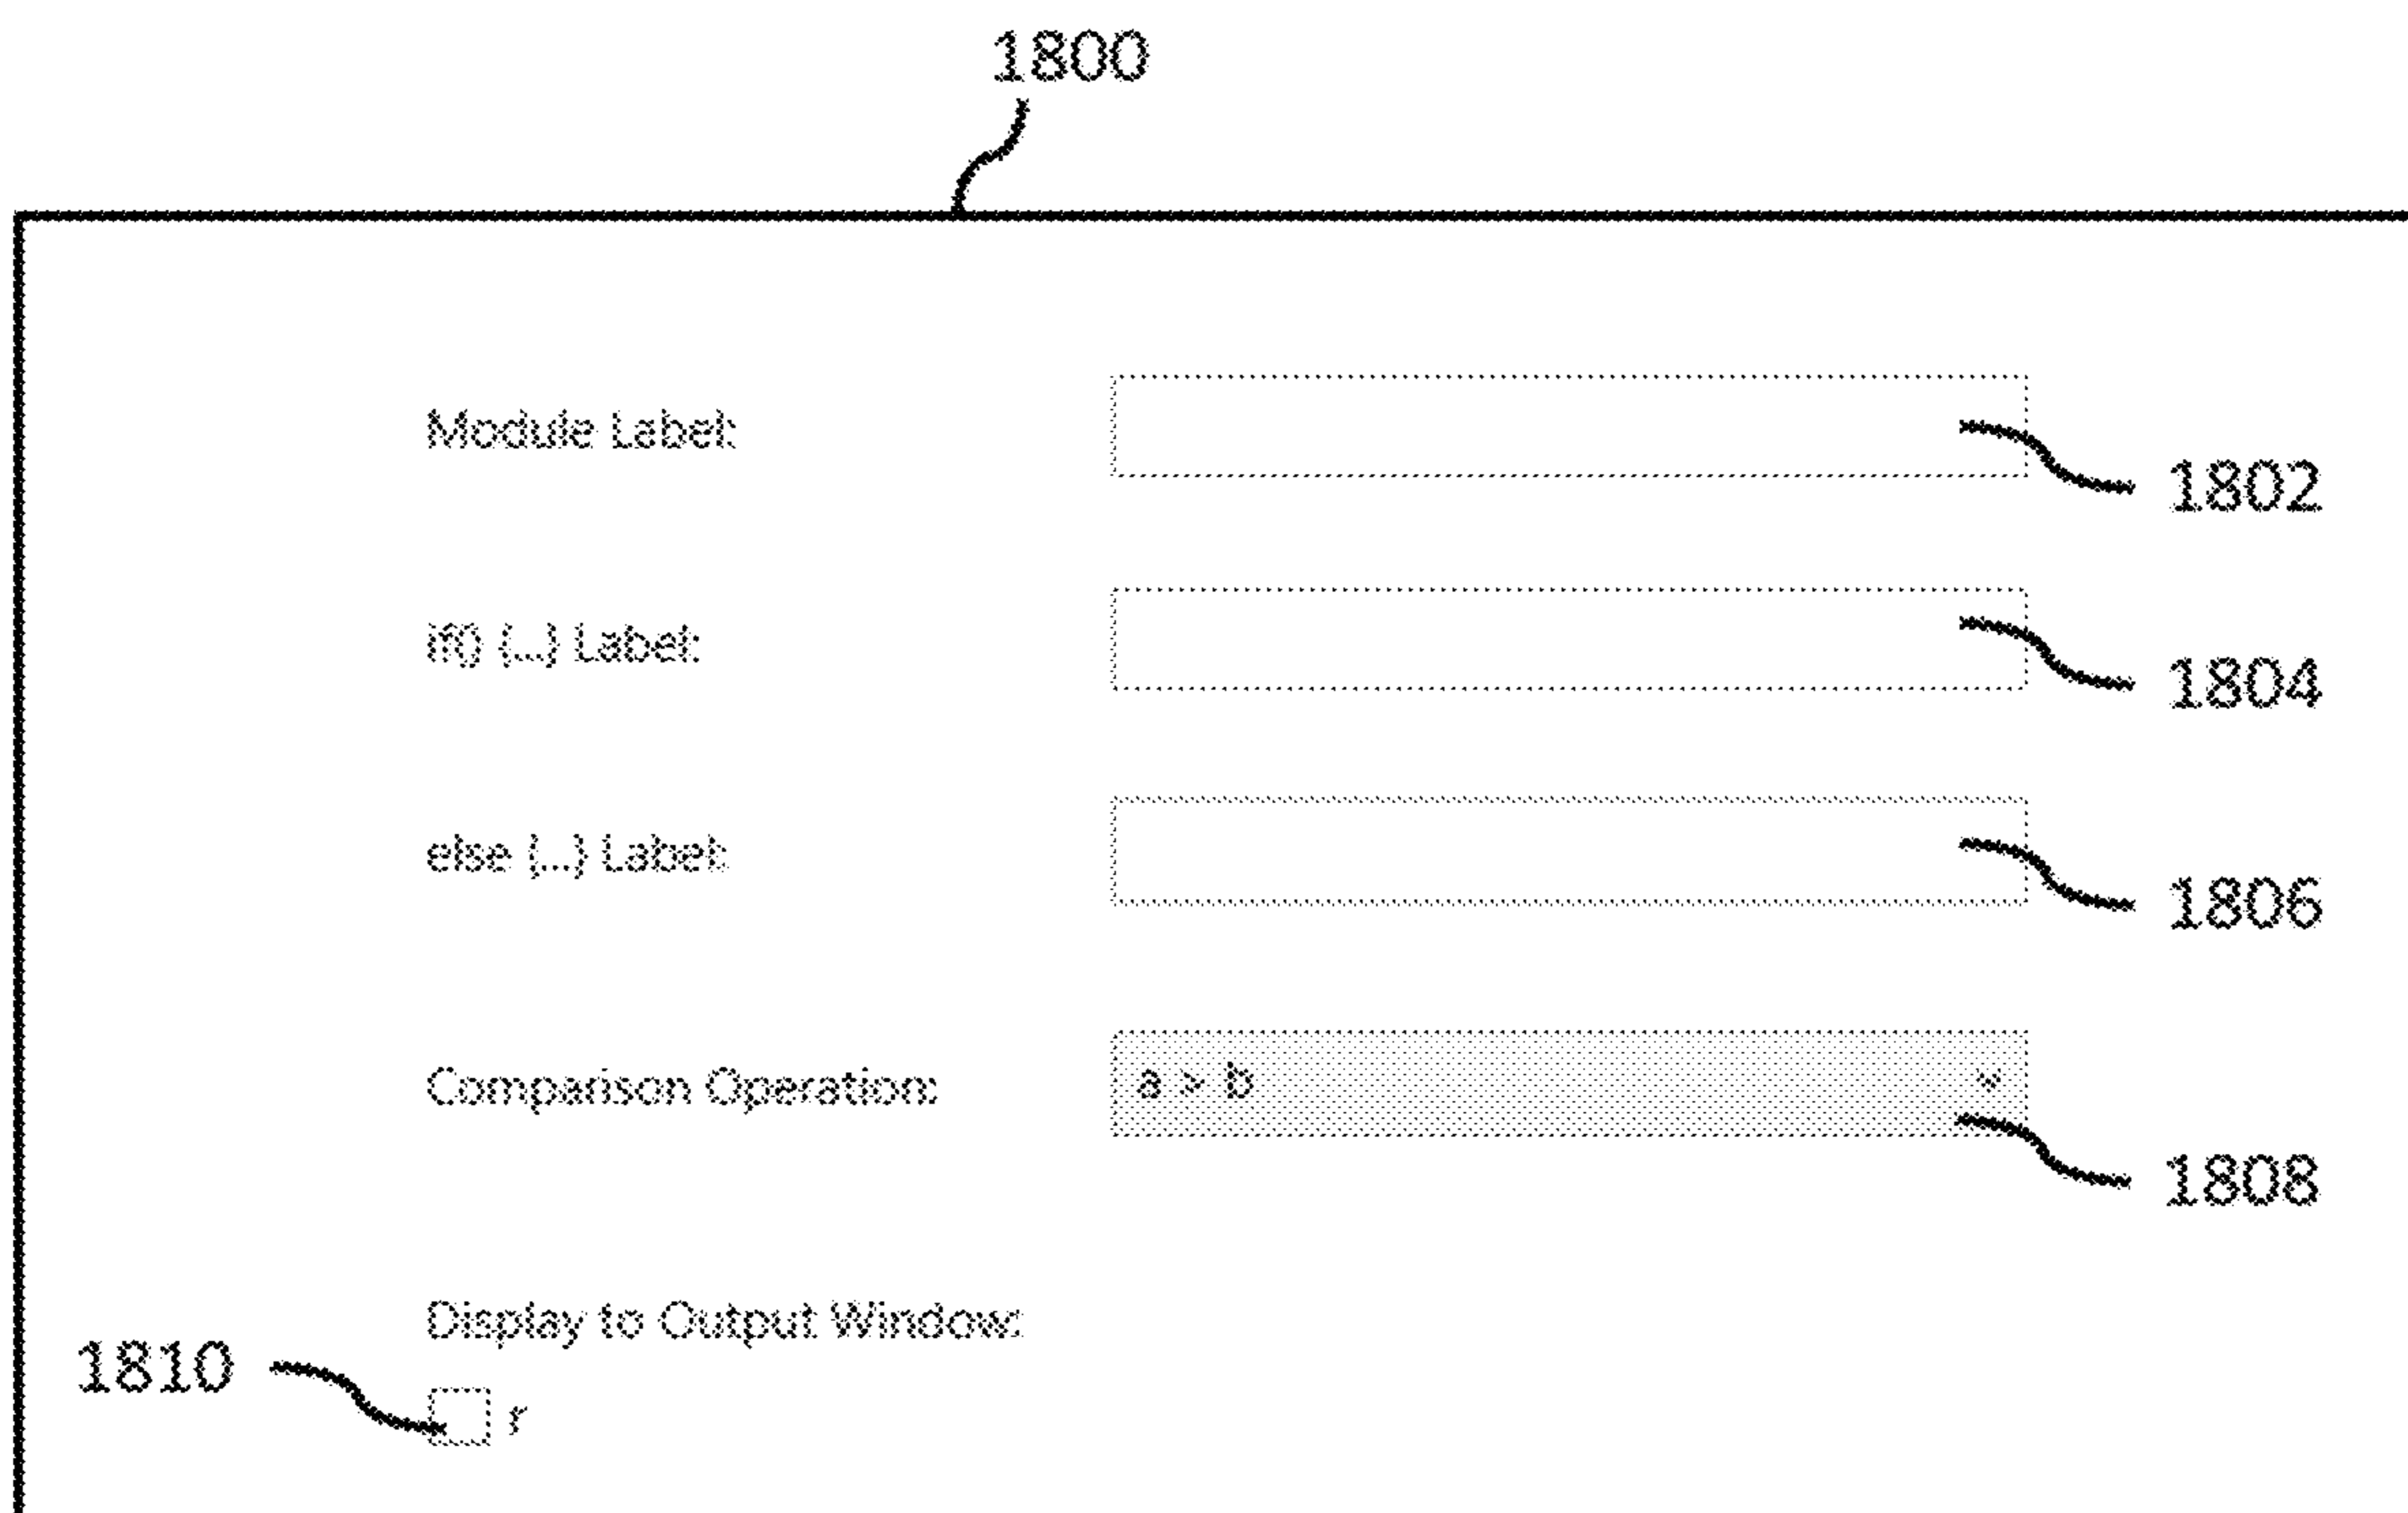 1800
Module Label:
1802
if() {...} Label:
1804
else {...} Label:
1806
Comparison Operation:
a > b
1808
Display to Output Window:
1810
r